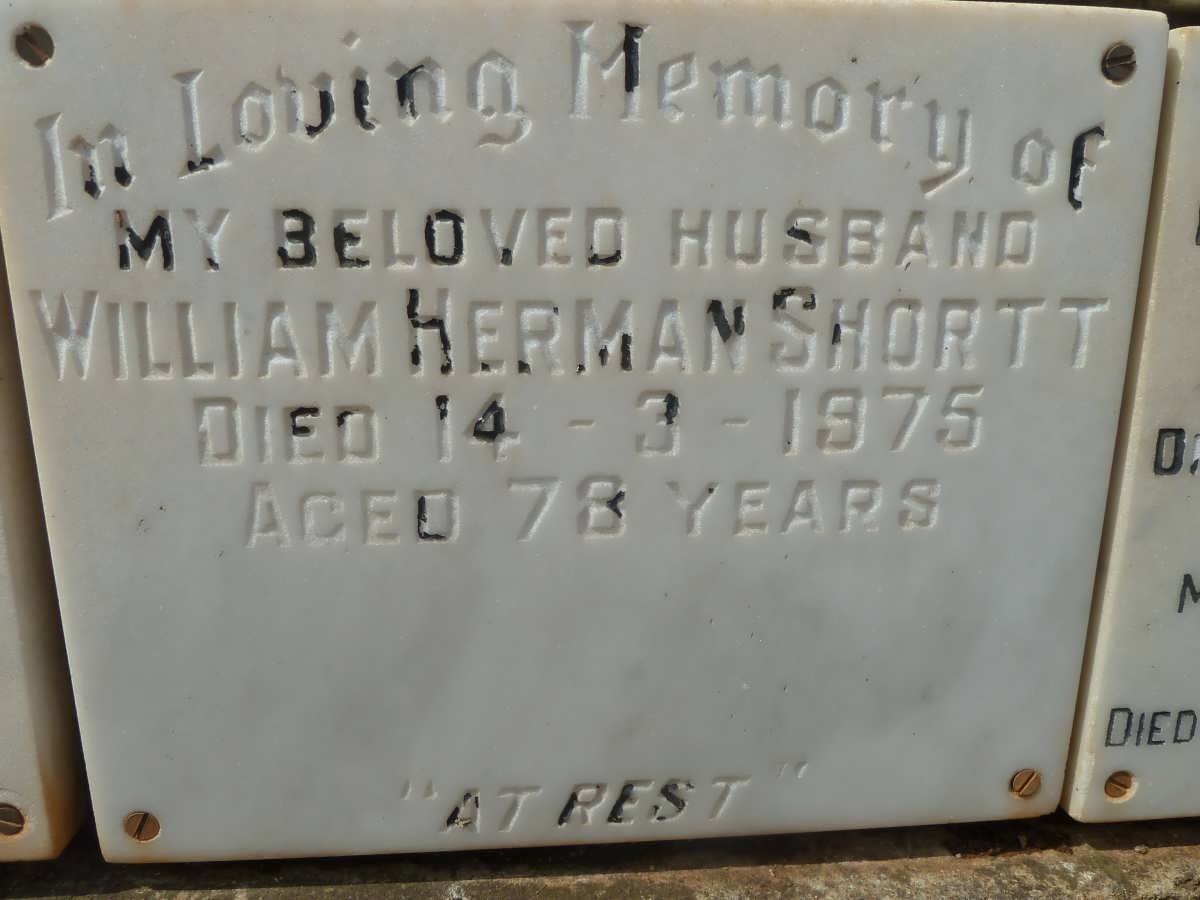 In Loving Memory of
MY BELOVED HUSBAND
WILLIAM HERMAN SHORTT
DIED 14 - 3 - 1975
AGED 78 YEARS
"AT REST"
DIED